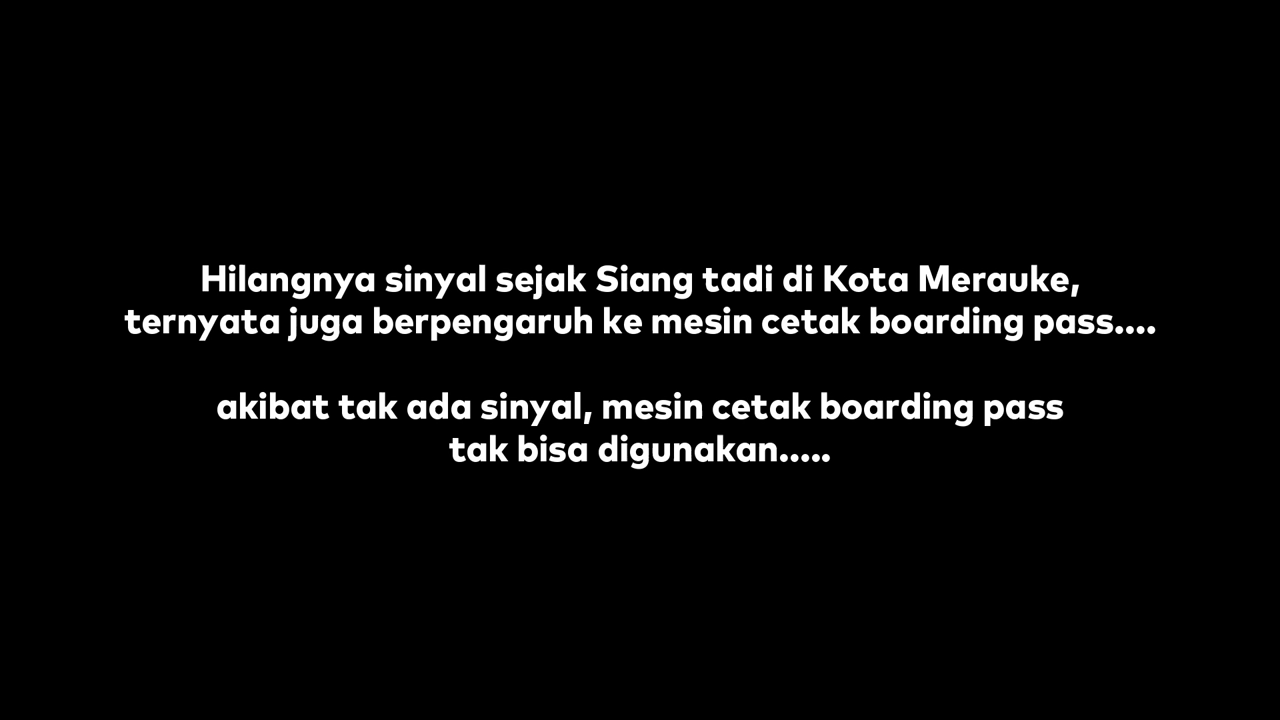 Hilangnya sinyal sejak Siang tadi di Kota Merauke,
ternyata juga berpengaruh ke mesin cetak boarding pass....
akibat tak ada sinyal, mesin cetak boarding pass
tak bisa digunakan.....